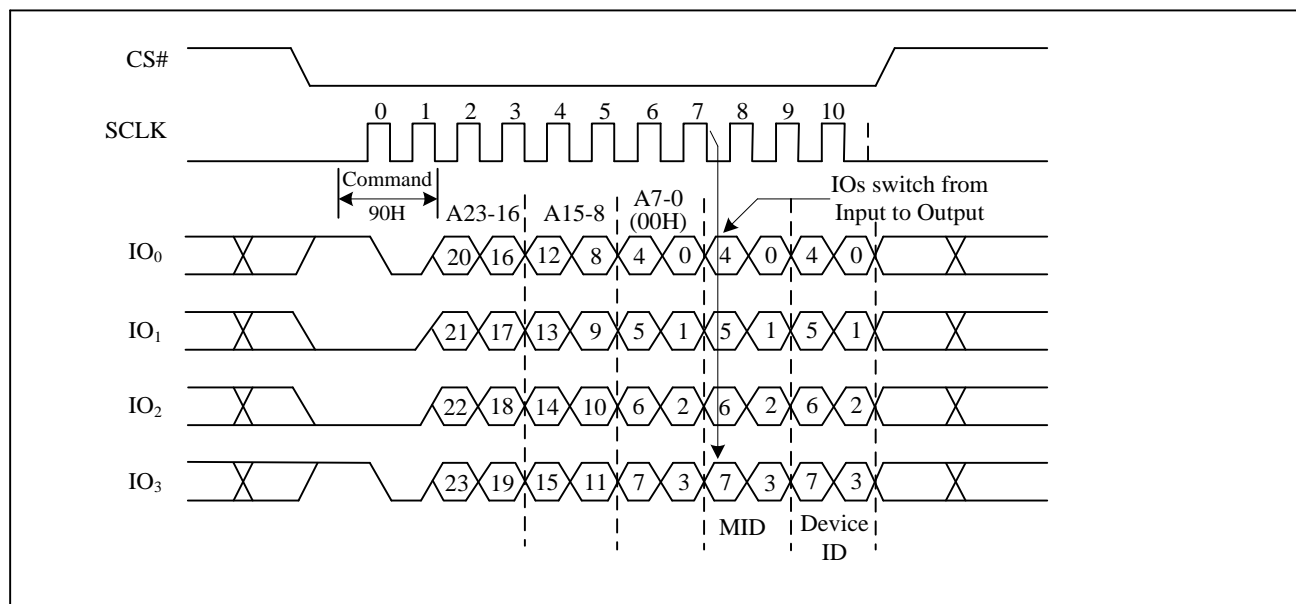 CS#
0 1 2 3 4 5 6 7 8 9 10
SCLK
Command
90H
A23-16 A15-8 A7-0
(00H)
IOs switch from
Input to Output
IO₀ 20 16 12 8 4 0 4 0 4 0
IO₁ 21 17 13 9 5 1 5 1 5 1
IO₂ 22 18 14 10 6 2 6 2 6 2
IO₃ 23 19 15 11 7 3 7 3 7 3
MID Device
ID